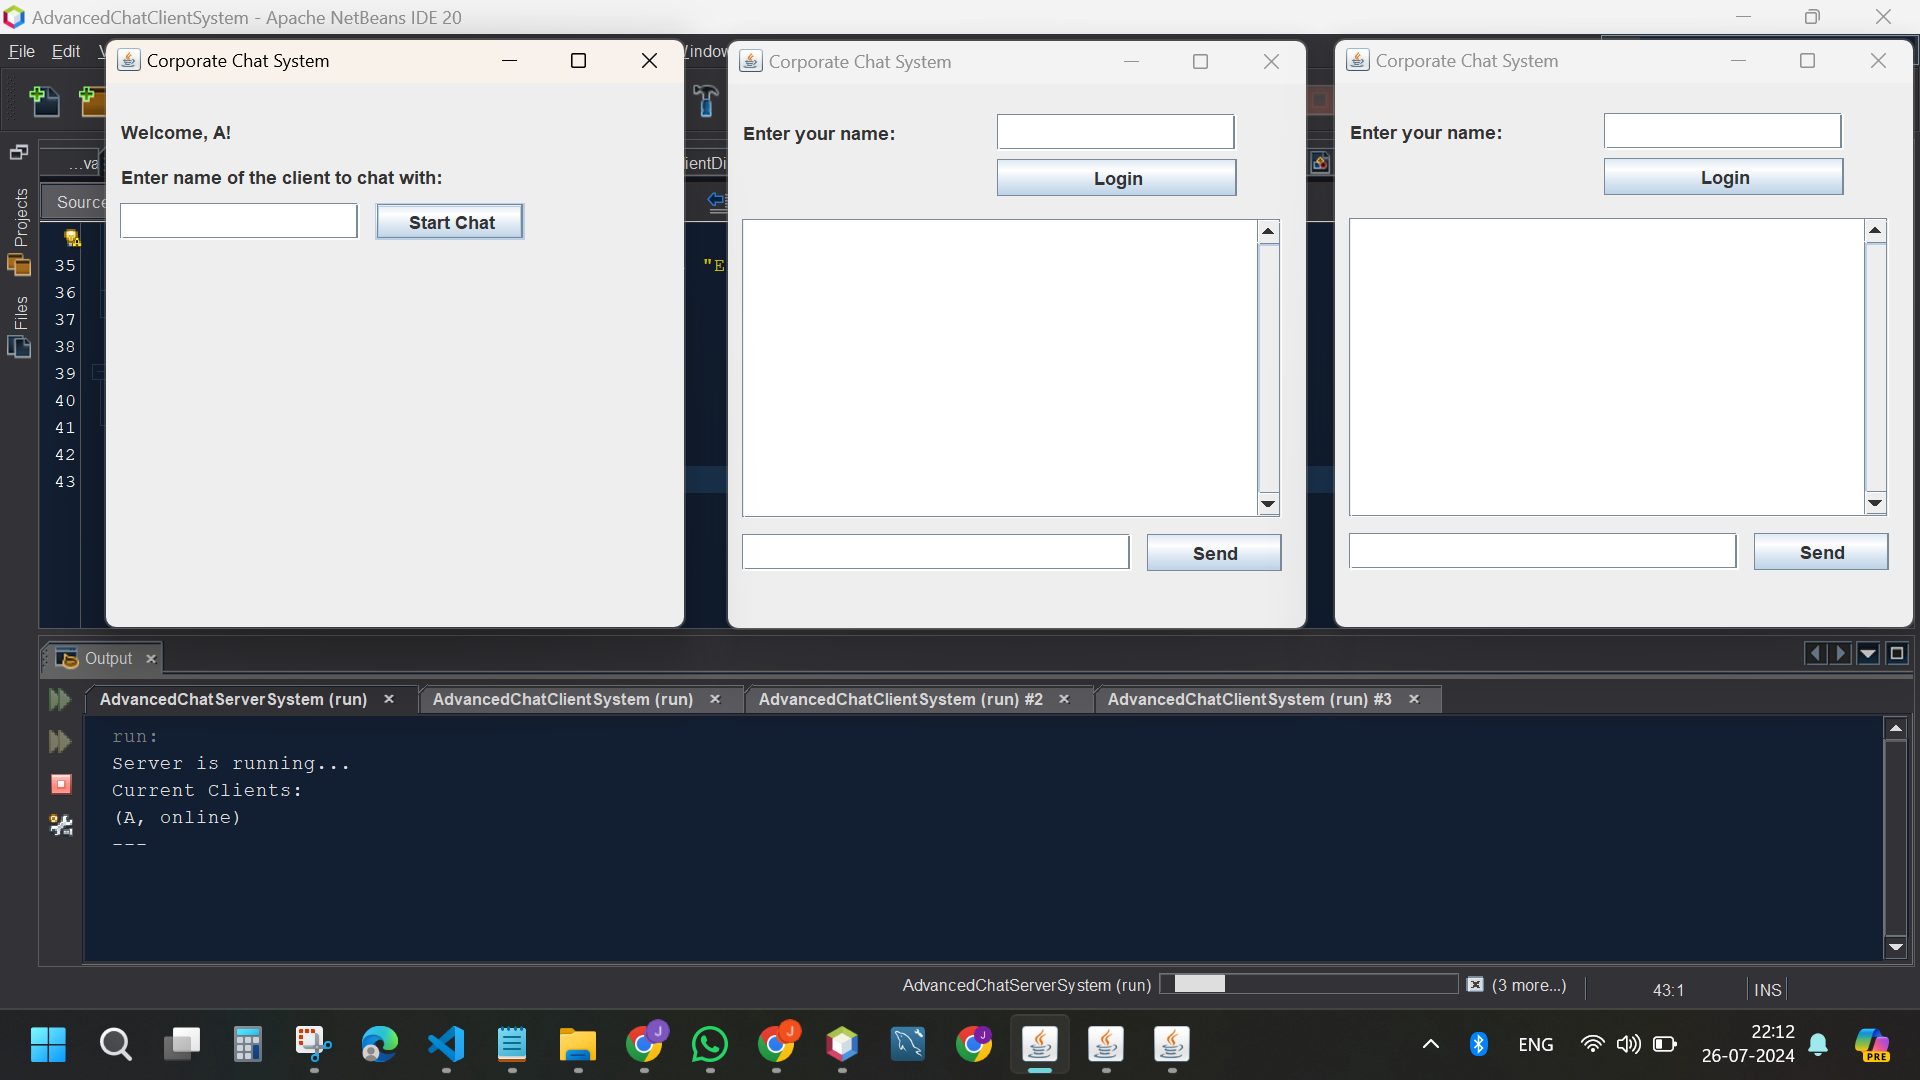 AdvancedChatClientSystem - Apache NetBeans IDE 20
File Edit
Corporate Chat System
Welcome, A!
Enter name of the client to chat with:
Start Chat
Corporate Chat System
Enter your name:
Login
Send
Corporate Chat System
Enter your name:
Login
Send
...va
Source
Projects
Files
"E
35
36
37
38
39
40
41
42
43
Output
AdvancedChatServerSystem (run)
AdvancedChatClientSystem (run)
AdvancedChatClientSystem (run) #2
AdvancedChatClientSystem (run) #3
run:
Server is running...
Current Clients:
(A, online)
---
AdvancedChatServerSystem (run)
(3 more...)
43:1
INS
J
J
J
ENG
22:12
26-07-2024
PRE